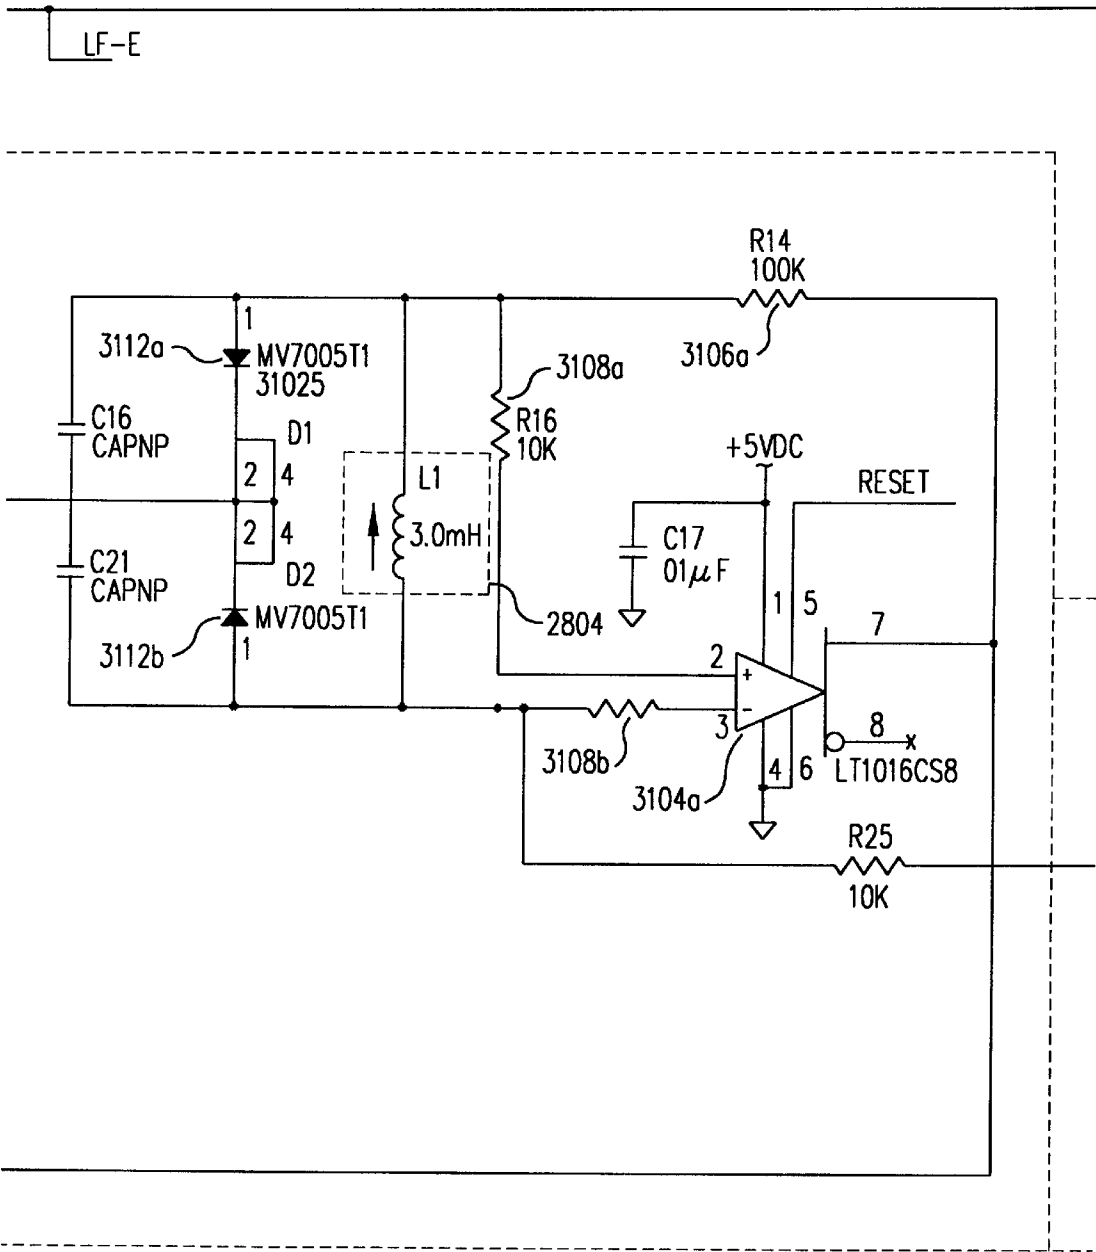 LF-E
R14
100K
3106a
1
3112a
MV7005T1
31025
3108a
C16
CAPNP
D1
R16
10K
2 4
L1
+5VDC
RESET
2 4
3.0mH
C17
01μF
C21
CAPNP
D2
MV7005T1
2804
1 5
7
3112b
1
2
+
-
3
8
x
3108b
4 6
LT1016CS8
3104a
R25
10K